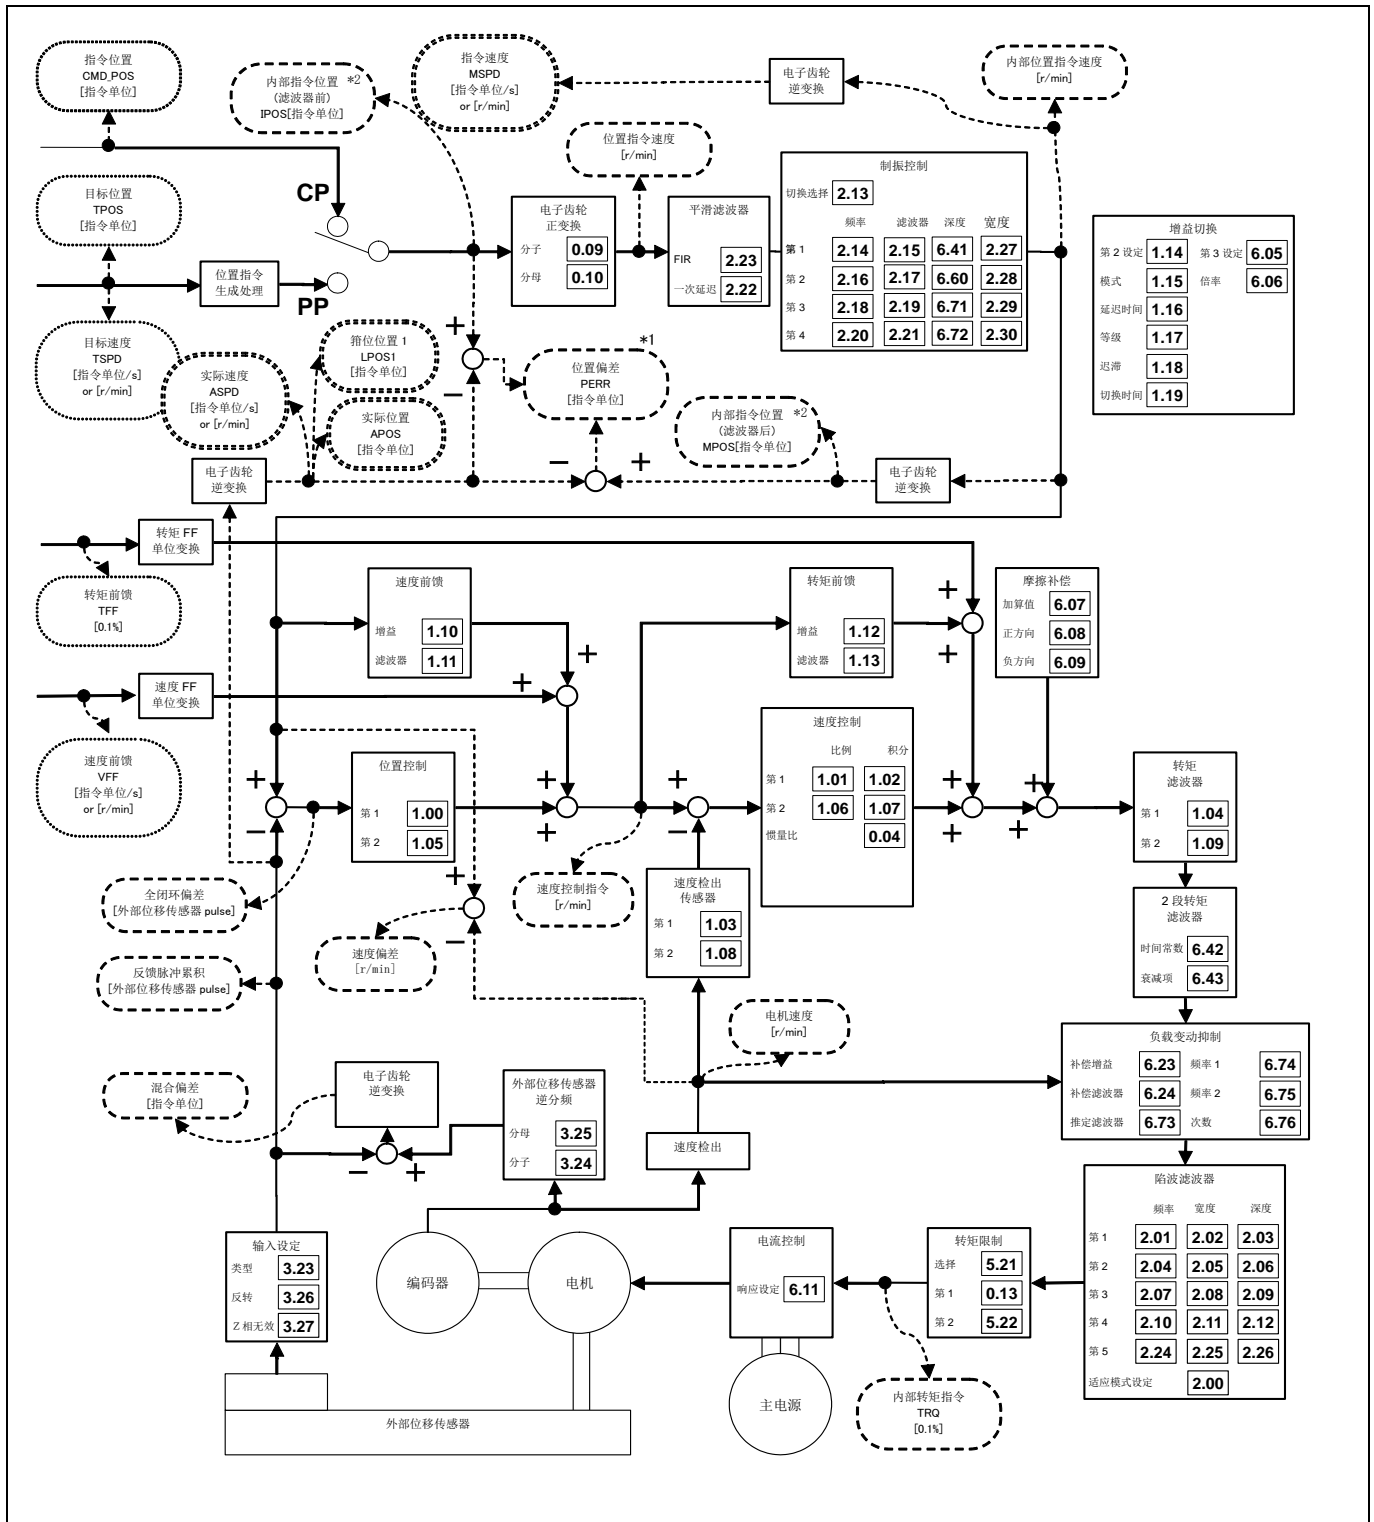 指令位置
CMD_POS
[指令单位]
内部指令位置 *2
(滤波器前)
IPOS[指令单位]
指令速度
MSPD
[指令单位/s]
or [r/min]
电子齿轮
逆变换
内部位置指令速度
[r/min]
目标位置
TPOS
[指令单位]
CP
位置指令
生成处理
PP
目标速度
TSPD
[指令单位/s]
or [r/min]
电子齿轮
正变换
分子 0.09
分母 0.10
位置指令速度
[r/min]
平滑滤波器
FIR 2.23
一次延迟 2.22
制振控制
切换选择 2.13
频率 滤波器 深度 宽度
第 1 2.14 2.15 6.41 2.27
第 2 2.16 2.17 6.60 2.28
第 3 2.18 2.19 6.71 2.29
第 4 2.20 2.21 6.72 2.30
增益切换
第 2 设定 1.14 第 3 设定 6.05
模式 1.15 倍率 6.06
延迟时间 1.16
等级 1.17
迟滞 1.18
切换时间 1.19
实际速度
ASPD
[指令单位/s]
or [r/min]
箝位位置 1
LPOS1
[指令单位]
实际位置
APOS
[指令单位]
+
−
*1
位置偏差
PERR
[指令单位]
内部指令位置 *2
(滤波器后)
MPOS[指令单位]
电子齿轮
逆变换
− +
电子齿轮
逆变换
转矩 FF
单位变换
转矩前馈
TFF
[0.1%]
速度前馈
增益 1.10
滤波器 1.11
+
+
转矩前馈
增益 1.12
滤波器 1.13
+
+
摩擦补偿
加算值 6.07
正方向 6.08
负方向 6.09
速度 FF
单位变换
速度前馈
VFF
[指令单位/s]
or [r/min]
+
−
位置控制
第 1 1.00
第 2 1.05
+
+
+
−
速度控制
比例 积分
第 1 1.01 1.02
第 2 1.06 1.07
惯量比 0.04
+
+
+
+
转矩
滤波器
第 1 1.04
第 2 1.09
全闭环偏差
[外部位移传感器 pulse]
+
−
速度偏差
[r/min]
速度控制指令
[r/min]
速度检出
传感器
第 1 1.03
第 2 1.08
2 段转矩
滤波器
时间常数 6.42
衰减项 6.43
反馈脉冲累积
[外部位移传感器 pulse]
电机速度
[r/min]
负载变动抑制
补偿增益 6.23 频率 1 6.74
补偿滤波器 6.24 频率 2 6.75
推定滤波器 6.73 次数 6.76
混合偏差
[指令单位]
电子齿轮
逆变换
− +
外部位移传感器
逆分频
分母 3.25
分子 3.24
速度检出
陷波滤波器
频率 宽度 深度
第 1 2.01 2.02 2.03
第 2 2.04 2.05 2.06
第 3 2.07 2.08 2.09
第 4 2.10 2.11 2.12
第 5 2.24 2.25 2.26
适应模式设定 2.00
输入设定
类型 3.23
反转 3.26
Z 相无效 3.27
编码器
电机
电流控制
响应设定 6.11
转矩限制
选择 5.21
第 1 0.13
第 2 5.22
主电源
内部转矩指令
TRQ
[0.1%]
外部位移传感器